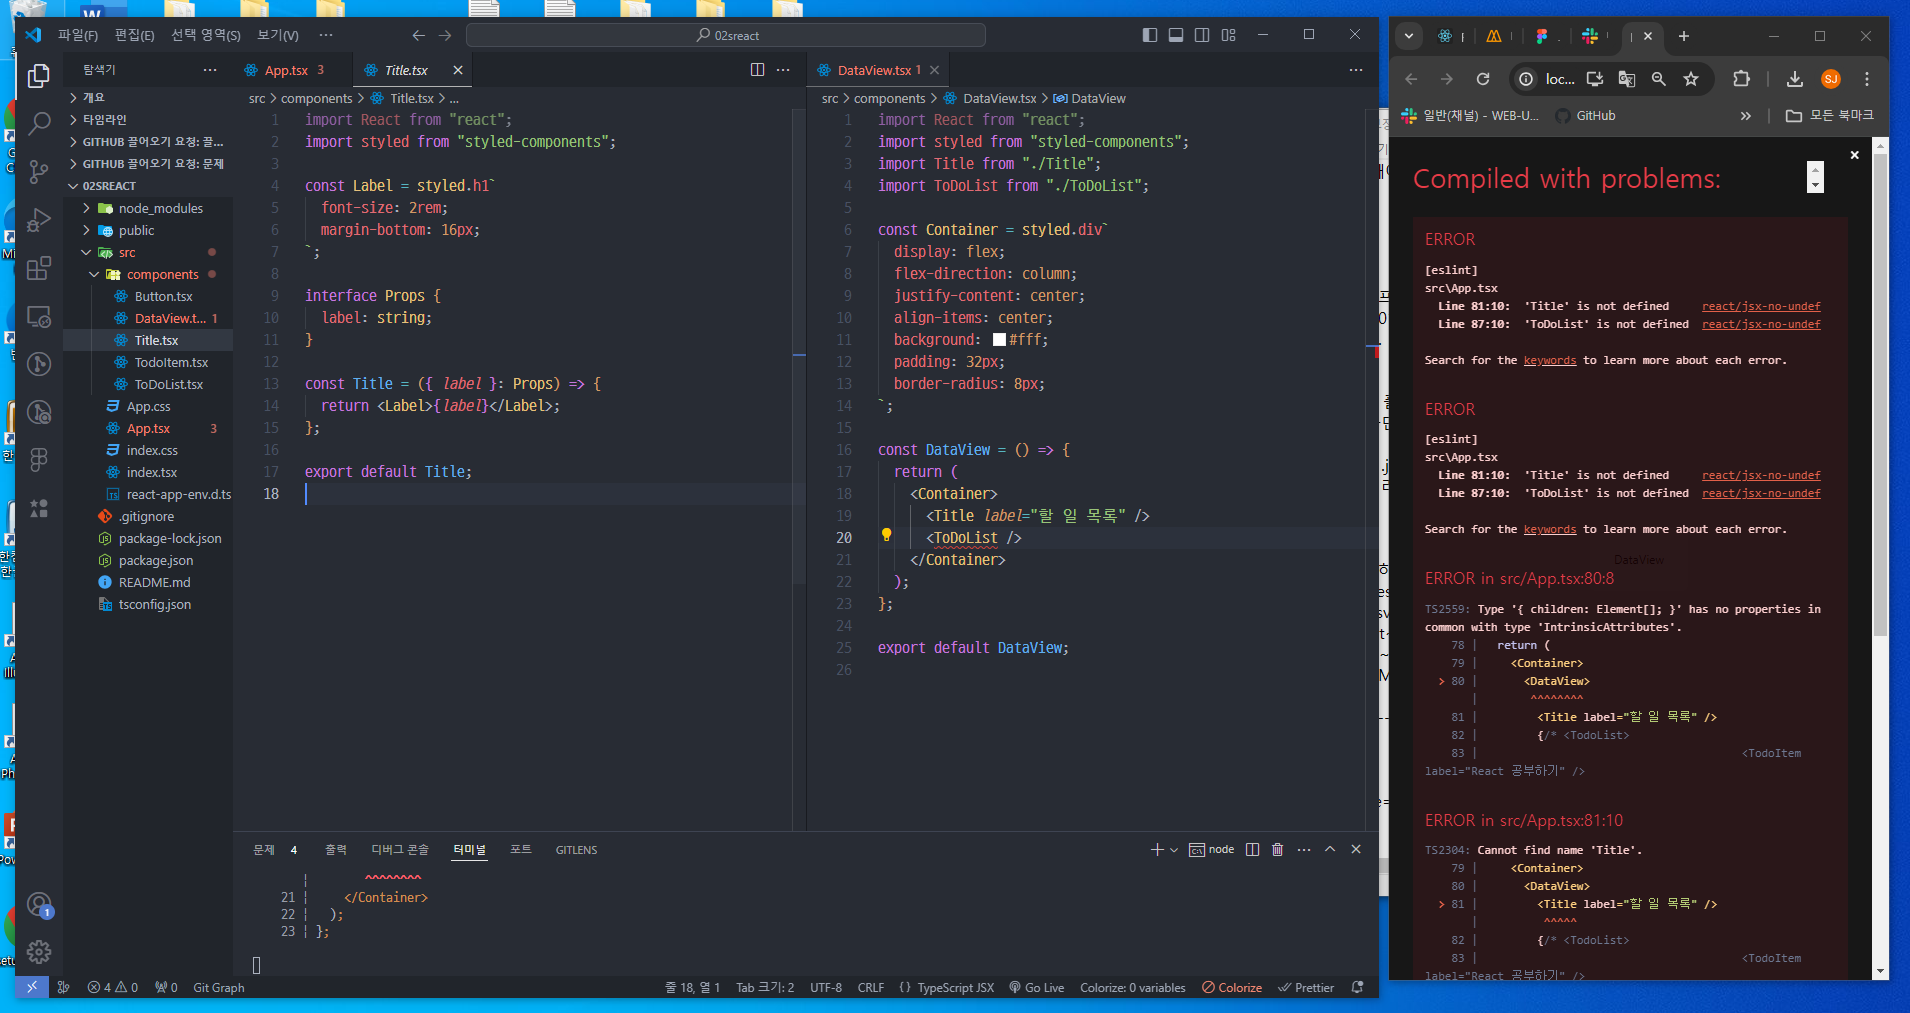 파일(F) 편집(E) 선택 영역(S) 보기(V) ··· 02sreact
탐색기 ···
App.tsx 3
Title.tsx
DataView.tsx 1
개요
타임라인
GITHUB 끌어오기 요청: 끌...
GITHUB 끌어오기 요청: 문제
02SREACT
node_modules
public
src
components
Button.tsx
DataView.t... 1
Title.tsx
TodoItem.tsx
ToDoList.tsx
App.css
App.tsx 3
index.css
index.tsx
react-app-env.d.ts
.gitignore
package-lock.json
package.json
README.md
tsconfig.json
src > components > Title.tsx > ...
1 import React from "react";
2 import styled from "styled-components";
3
4 const Label = styled.h1`
5 font-size: 2rem;
6 margin-bottom: 16px;
7 `;
8
9 interface Props {
10 label: string;
11 }
12
13 const Title = ({ label }: Props) => {
14 return <Label>{label}</Label>;
15 };
16
17 export default Title;
18
src > components > DataView.tsx > DataView
1 import React from "react";
2 import styled from "styled-components";
3 import Title from "./Title";
4 import ToDoList from "./ToDoList";
5
6 const Container = styled.div`
7 display: flex;
8 flex-direction: column;
9 justify-content: center;
10 align-items: center;
11 background: #fff;
12 padding: 32px;
13 border-radius: 8px;
14 `;
15
16 const DataView = () => {
17 return (
18 <Container>
19 <Title label="할 일 목록" />
20 <ToDoList />
21 </Container>
22 );
23 };
24
25 export default DataView;
26
문제 4 출력 디버그 콘솔 터미널 포트 GITLENS
node
^^^^^^^^
21 </Container>
22 );
23 };
4 0 0 Git Graph
줄 18, 열 1 Tab 크기: 2 UTF-8 CRLF {} TypeScript JSX Go Live Colorize: 0 variables Colorize Prettier
loc...
SJ
일반(채널) - WEB-U... GitHub » 모든 북마크
Compiled with problems:
ERROR
[eslint]
src\App.tsx
Line 81:10: 'Title' is not defined react/jsx-no-undef
Line 87:10: 'ToDoList' is not defined react/jsx-no-undef
Search for the keywords to learn more about each error.
ERROR
[eslint]
src\App.tsx
Line 81:10: 'Title' is not defined react/jsx-no-undef
Line 87:10: 'ToDoList' is not defined react/jsx-no-undef
Search for the keywords to learn more about each error.
DataView
ERROR in src/App.tsx:80:8
TS2559: Type '{ children: Element[]; }' has no properties in
common with type 'IntrinsicAttributes'.
78 | return (
79 | <Container>
> 80 | <DataView>
| ^^^^^^^^
81 | <Title label="할 일 목록" />
82 | {/* <TodoList>
83 | <TodoItem
label="React 공부하기" />
ERROR in src/App.tsx:81:10
TS2304: Cannot find name 'Title'.
79 | <Container>
80 | <DataView>
> 81 | <Title label="할 일 목록" />
| ^^^^^
82 | {/* <TodoList>
83 | <TodoItem
label="React 공부하기" />